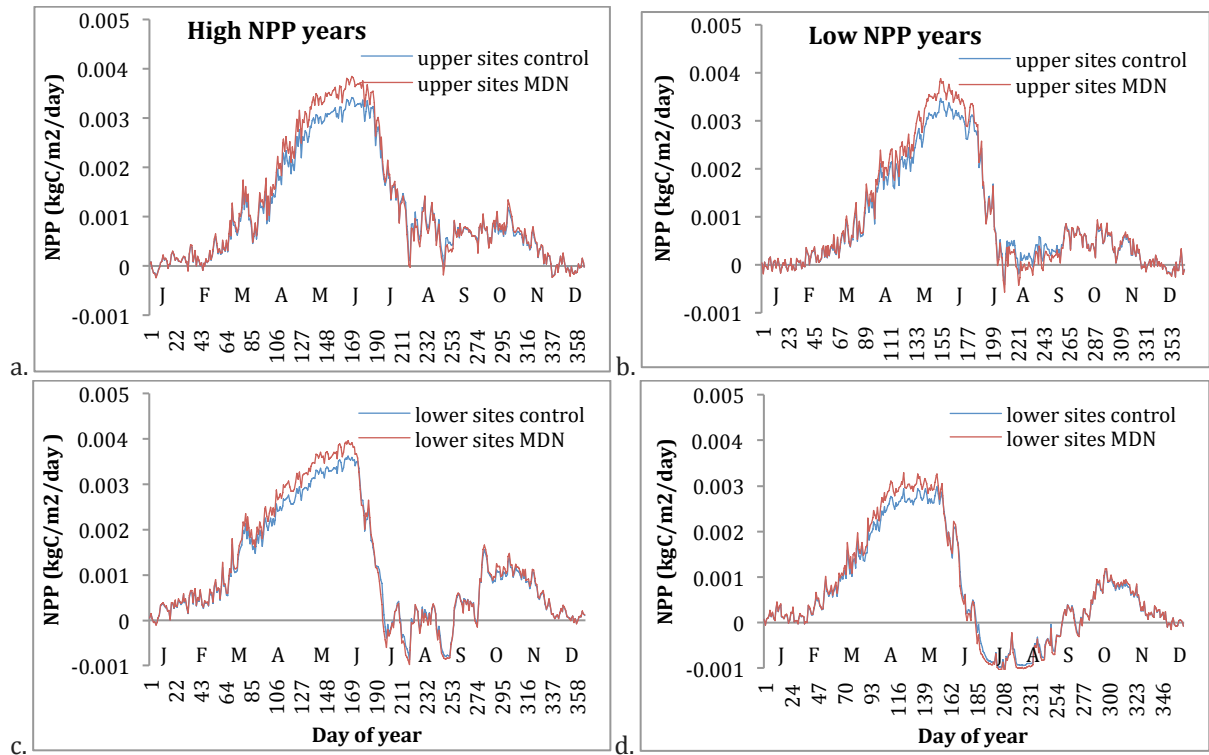 High NPP years
upper sites control
upper sites MDN
NPP (kgC/m2/day)
0.005
0.004
0.003
0.002
0.001
0
-0.001
J F M A M J J A S O N D
1 22 43 64 85 106 127 148 169 190 211 232 253 274 295 316 337 358
a.
Low NPP years
upper sites control
upper sites MDN
NPP (kgC/m2/day)
0.005
0.004
0.003
0.002
0.001
0
-0.001
J F M A M J J A S O N D
1 23 45 67 89 111 133 155 177 199 221 243 265 287 309 331 353
b.
lower sites control
lower sites MDN
NPP (kgC/m2/day )
0.005
0.004
0.003
0.002
0.001
0
-0.001
J F M A M J J A S O N D
1 22 43 64 85 106 127 148 169 190 211 232 253 274 295 316 337 358
Day of year
c.
lower sites control
lower sites MDN
NPP (kgC/m2/day)
0.005
0.004
0.003
0.002
0.001
0
-0.001
J F M A M J J A S O N D
1 24 47 70 93 116 139 162 185 208 231 254 277 300 323 346
Day of year
d.